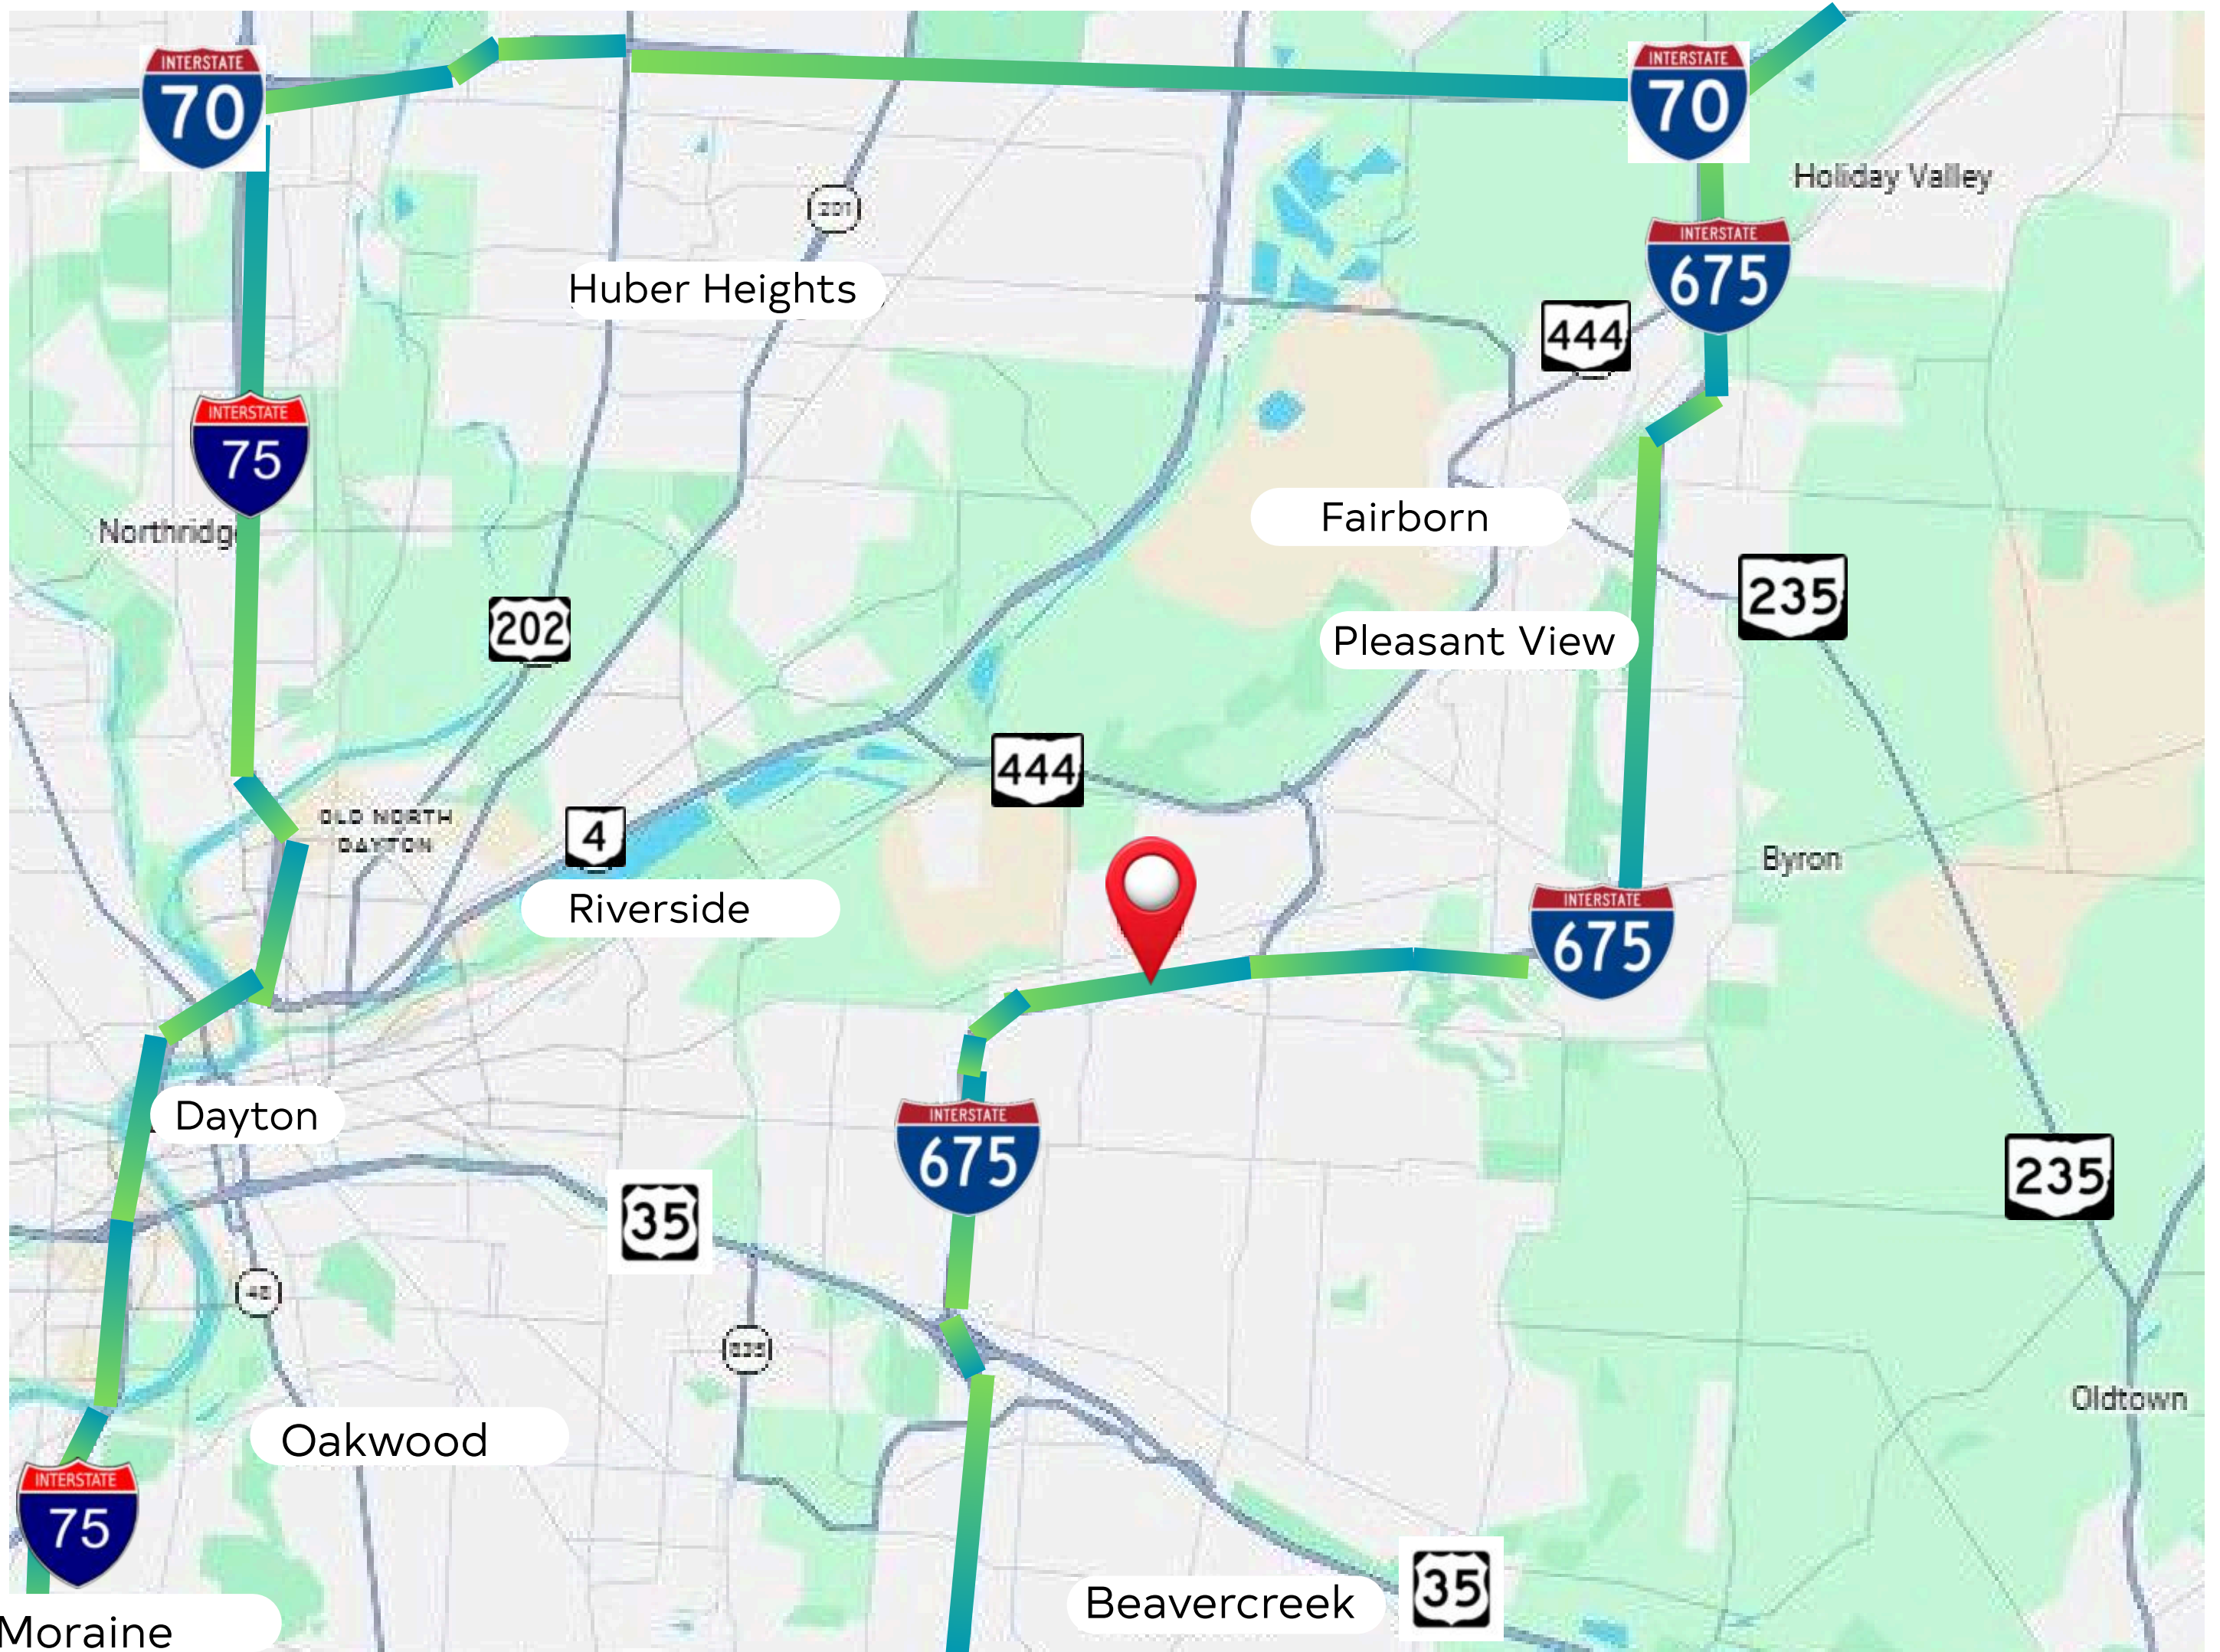 INTERSTATE
70
INTERSTATE
70
Holiday Valley
201
INTERSTATE
675
Huber Heights
444
INTERSTATE
75
Northridg
Fairborn
235
202
Pleasant View
444
OLD NORTH
DAYTON
4
Byron
Riverside
INTERSTATE
675
Dayton
INTERSTATE
675
235
35
48
Oldtown
Oakwood
INTERSTATE
75
Beavercreek
35
Moraine